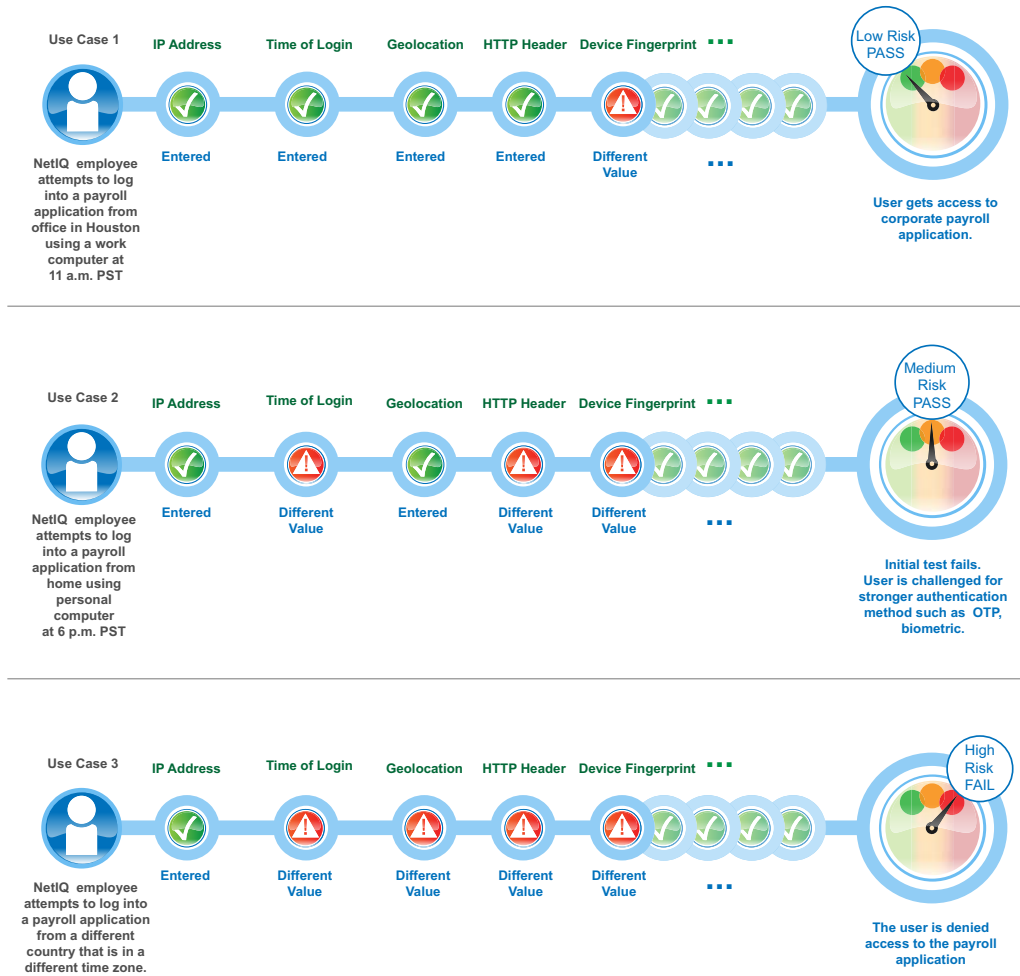 Use Case 1
IP Address
Time of Login
Geolocation
HTTP Header
Device Fingerprint ...
Low Risk
PASS
Entered
Entered
Entered
Entered
Different
Value
...
NetIQ employee
attempts to log
into a payroll
application from
office in Houston
using a work
computer at
11 a.m. PST
User gets access to
corporate payroll
application.
Use Case 2
IP Address
Time of Login
Geolocation
HTTP Header
Device Fingerprint ...
Medium
Risk
PASS
Entered
Different
Value
Entered
Different
Value
Different
Value
...
NetIQ employee
attempts to log
into a payroll
application from
home using
personal
computer
at 6 p.m. PST
Initial test fails.
User is challenged for
stronger authentication
method such as OTP,
biometric.
Use Case 3
IP Address
Time of Login
Geolocation
HTTP Header
Device Fingerprint ...
High
Risk
FAIL
Entered
Different
Value
Different
Value
Different
Value
Different
Value
...
NetIQ employee
attempts to log into
a payroll application
from a different
country that is in a
different time zone.
The user is denied
access to the payroll
application